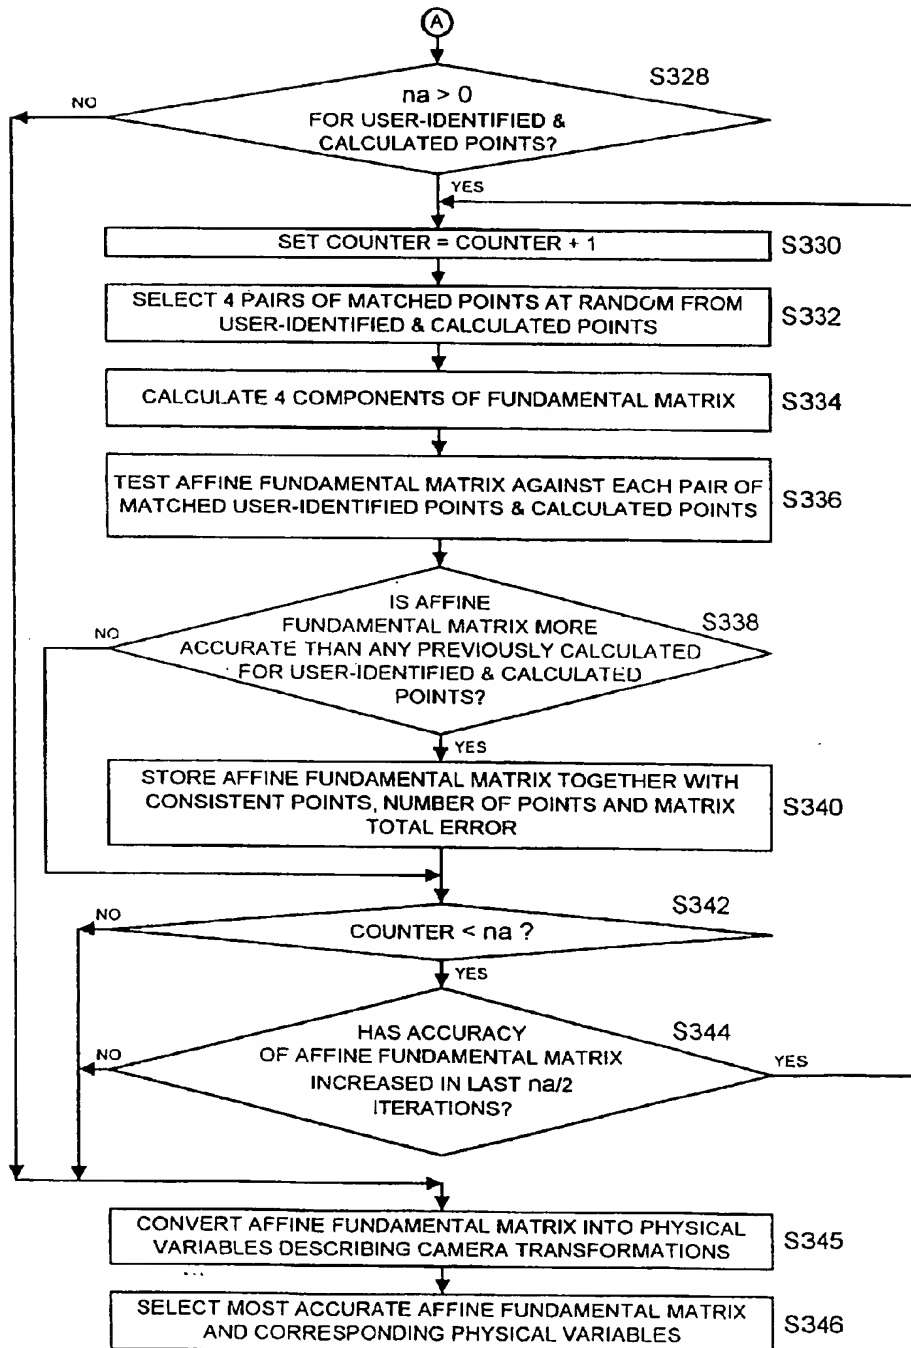 A
S328
na > 0
FOR USER-IDENTIFIED &
CALCULATED POINTS?
NO
YES
SET COUNTER = COUNTER + 1
S330
SELECT 4 PAIRS OF MATCHED POINTS AT RANDOM FROM
USER-IDENTIFIED & CALCULATED POINTS
S332
CALCULATE 4 COMPONENTS OF FUNDAMENTAL MATRIX
S334
TEST AFFINE FUNDAMENTAL MATRIX AGAINST EACH PAIR OF
MATCHED USER-IDENTIFIED POINTS & CALCULATED POINTS
S336
IS AFFINE
FUNDAMENTAL MATRIX MORE
ACCURATE THAN ANY PREVIOUSLY CALCULATED
FOR USER-IDENTIFIED & CALCULATED
POINTS?
S338
NO
YES
STORE AFFINE FUNDAMENTAL MATRIX TOGETHER WITH
CONSISTENT POINTS, NUMBER OF POINTS AND MATRIX
TOTAL ERROR
S340
S342
NO
COUNTER < na ?
YES
HAS ACCURACY
OF AFFINE FUNDAMENTAL MATRIX
INCREASED IN LAST na/2
ITERATIONS?
S344
NO
YES
CONVERT AFFINE FUNDAMENTAL MATRIX INTO PHYSICAL
VARIABLES DESCRIBING CAMERA TRANSFORMATIONS
S345
SELECT MOST ACCURATE AFFINE FUNDAMENTAL MATRIX
AND CORRESPONDING PHYSICAL VARIABLES
S346